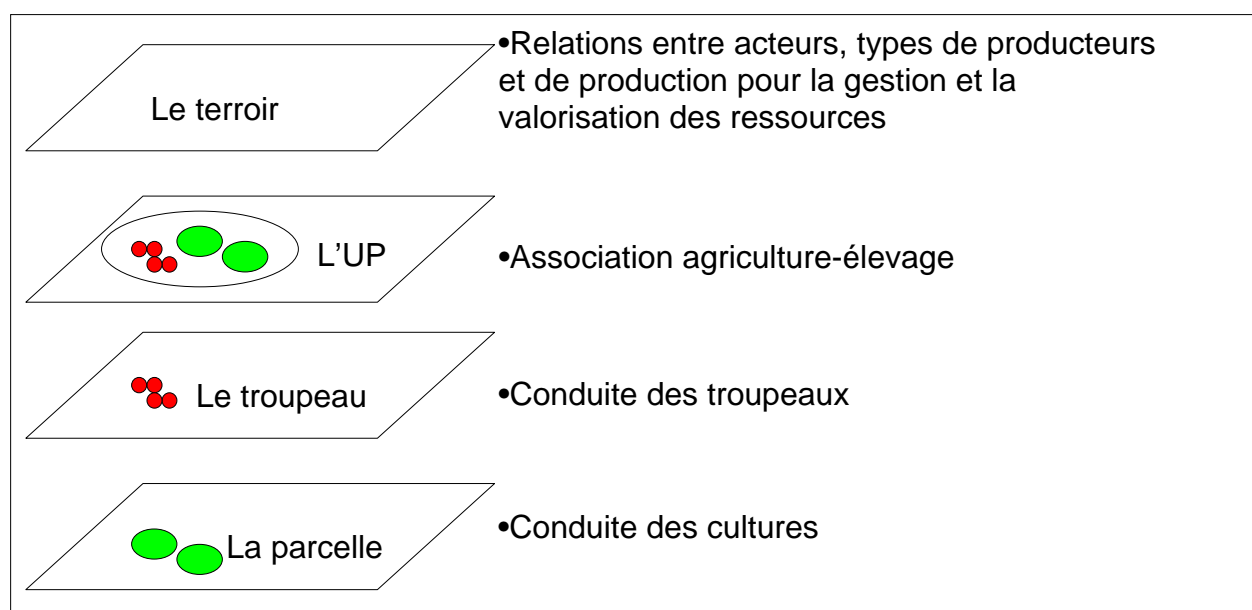 Le terroir
•Relations entre acteurs, types de producteurs
et de production pour la gestion et la
valorisation des ressources
L'UP
•Association agriculture-élevage
Le troupeau
•Conduite des troupeaux
La parcelle
•Conduite des cultures